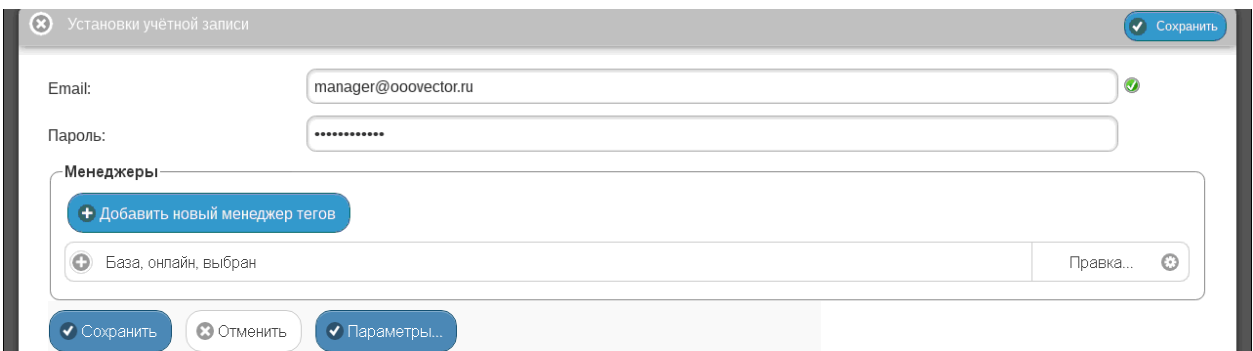 Установки учётной записи
Сохранить
Email: manager@ooovector.ru
Пароль: ••••••••••••
Менеджеры
Добавить новый менеджер тегов
База, онлайн, выбран Правка...
Сохранить Отменить Параметры...